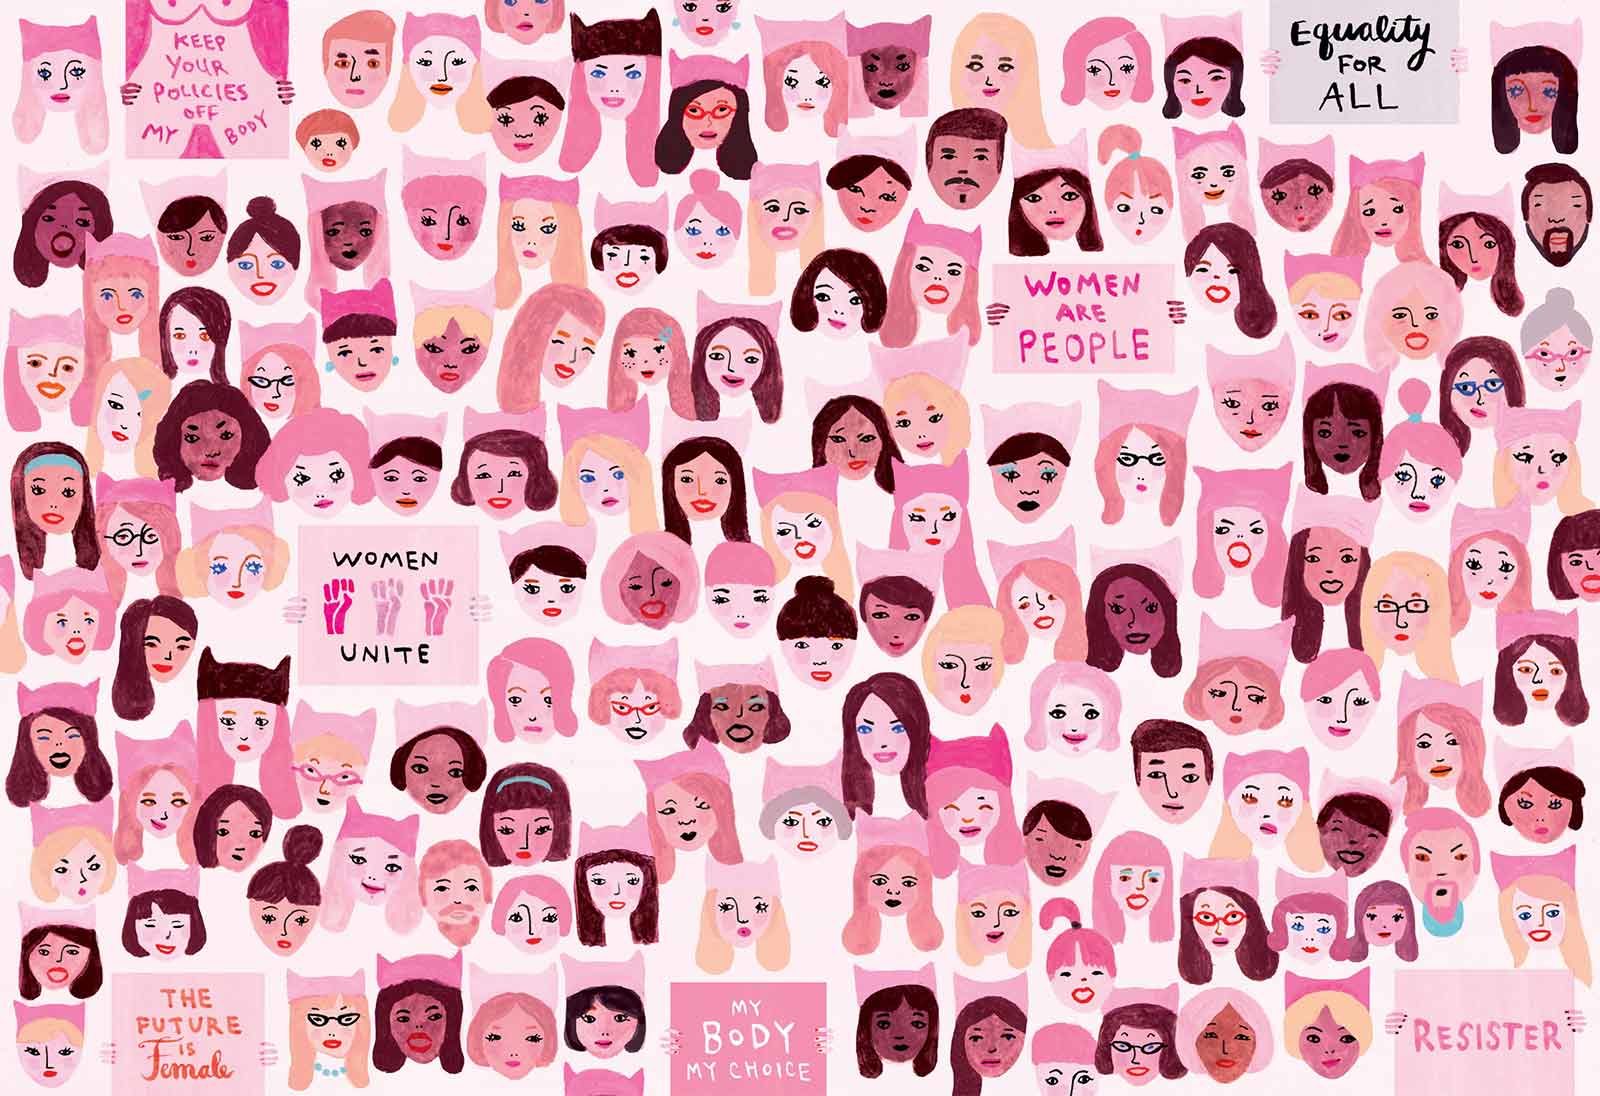 KEEP
YOUR
POLICIES
OFF
MY BODY
Equality
FOR
ALL
WOMEN
ARE
PEOPLE
WOMEN
UNITE
THE
FUTURE
IS
Female
MY
BODY
MY CHOICE
RESISTER